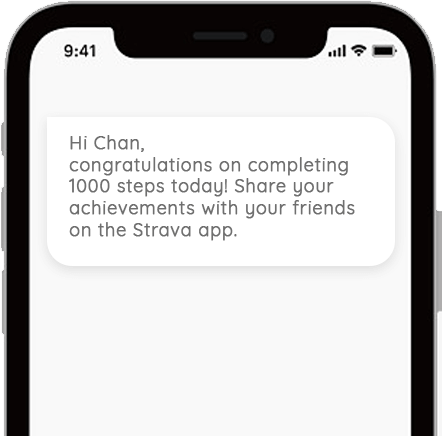 9:41
Hi Chan,
congratulations on completing
1000 steps today! Share your
achievements with your friends
on the Strava app.